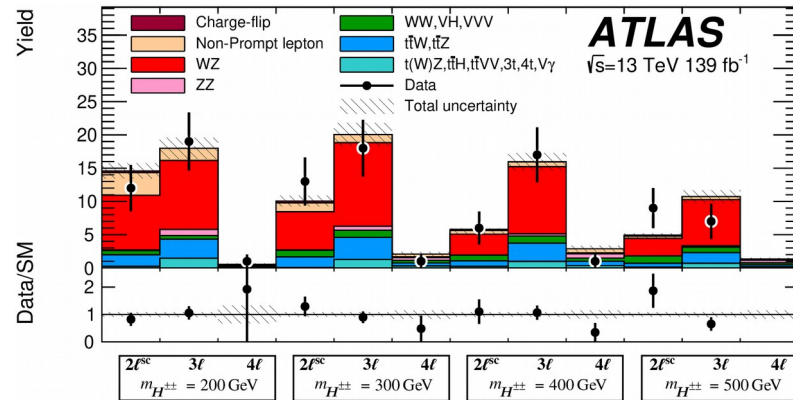 Yield
Charge-flip
Non-Prompt lepton
WZ
ZZ
WW,VH,VVV
tt̄W,tt̄Z
t(W)Z,tt̄H,tt̄VV,3t,4t,Vγ
Data
Total uncertainty
ATLAS
√s=13 TeV 139 fb⁻¹
35
30
25
20
15
10
5
0
Data/SM
2
1
0
2ℓˢᶜ 3ℓ 4ℓ
m_H±± = 200 GeV
2ℓˢᶜ 3ℓ 4ℓ
m_H±± = 300 GeV
2ℓˢᶜ 3ℓ 4ℓ
m_H±± = 400 GeV
2ℓˢᶜ 3ℓ 4ℓ
m_H±± = 500 GeV